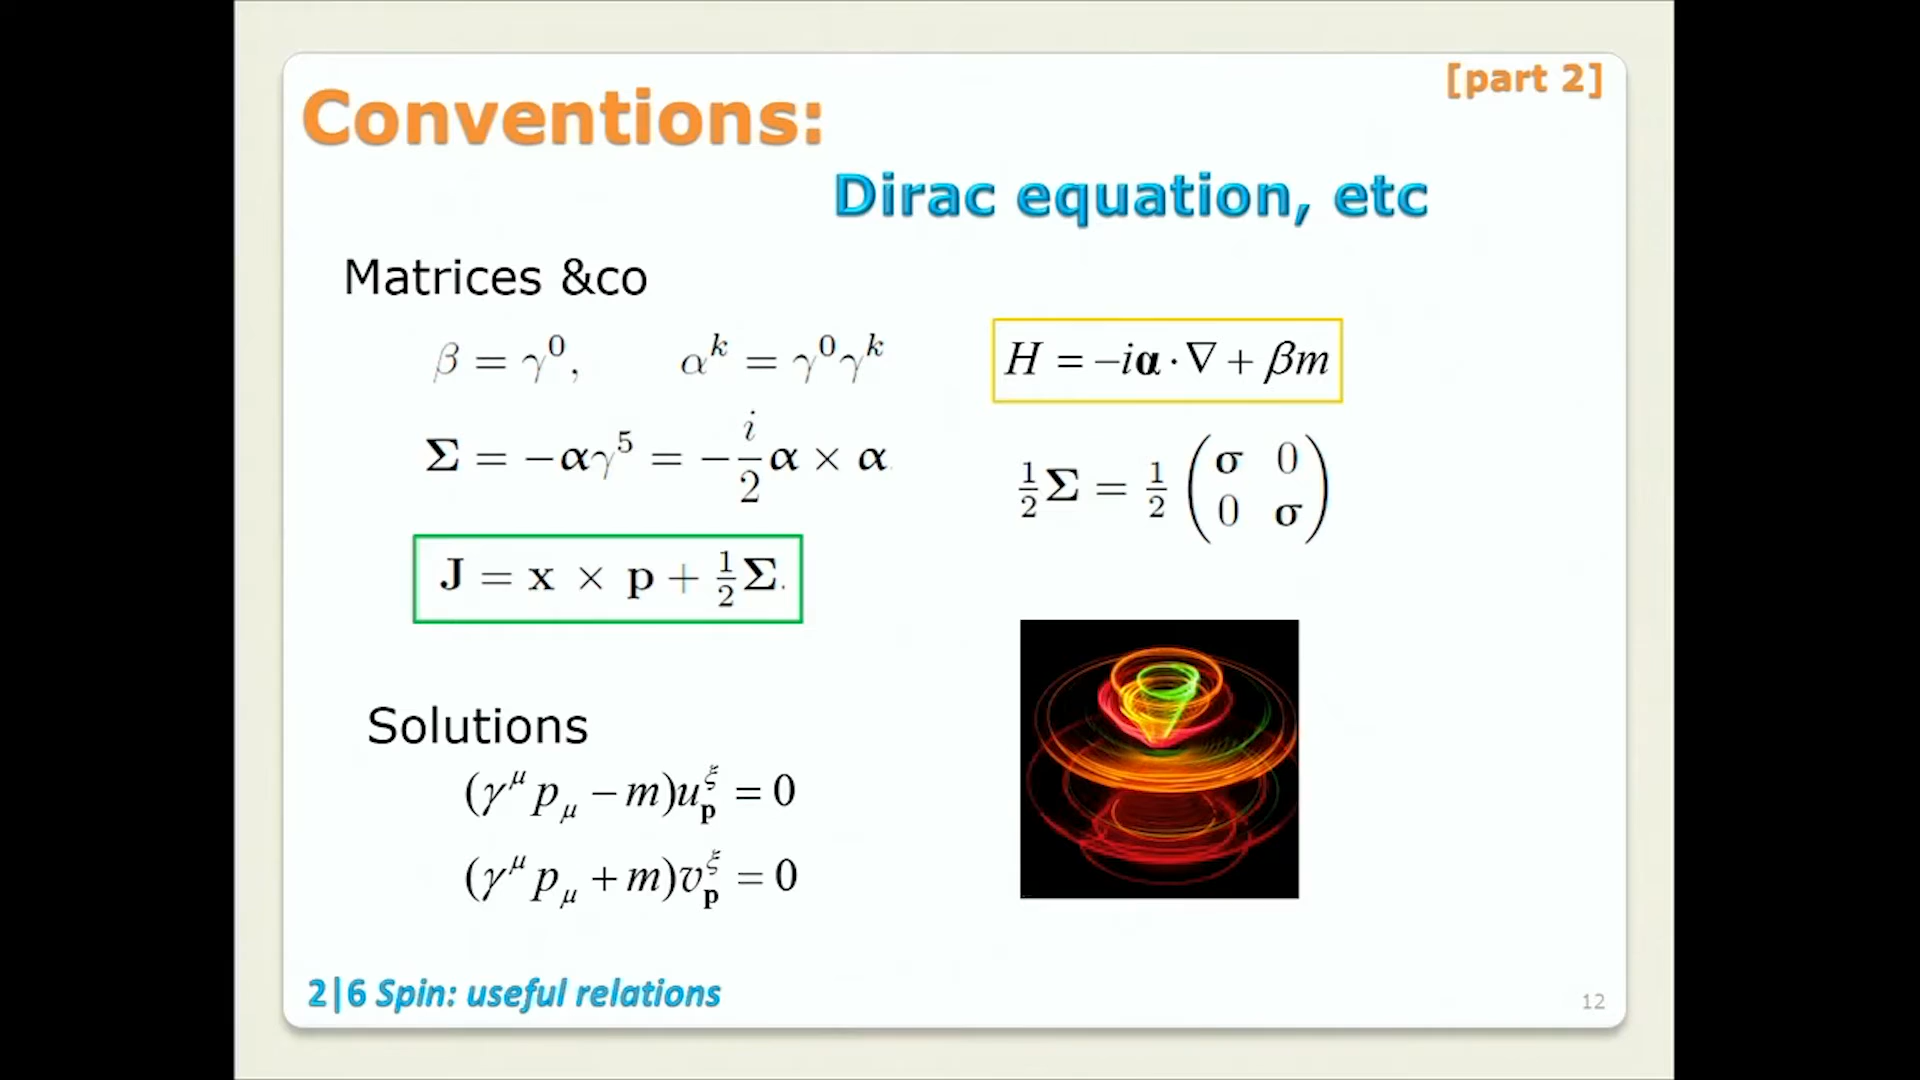 [part 2]
Conventions:
Dirac equation, etc
Matrices &co
β = γ⁰, αᵏ = γ⁰γᵏ
H = −iα·∇ + βm
Σ = −αγ⁵ = −i/2 α × α
½Σ = ½ (σ 0
0 σ)
J = x × p + ½Σ.
Solutions
(γ^μ p_μ − m)u_p^ξ = 0
(γ^μ p_μ + m)v_p^ξ = 0
2|6 Spin: useful relations
12